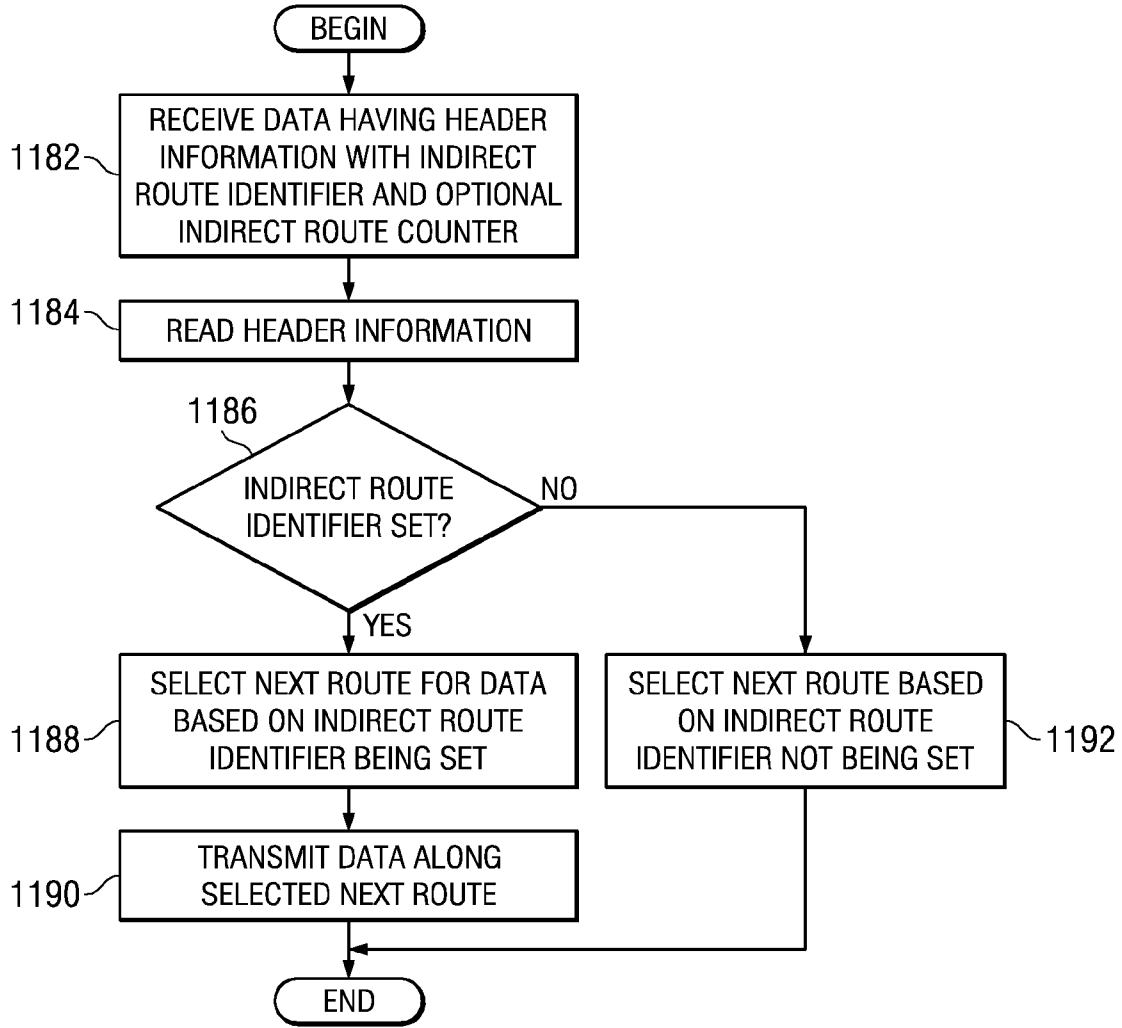 BEGIN
1182
RECEIVE DATA HAVING HEADER
INFORMATION WITH INDIRECT
ROUTE IDENTIFIER AND OPTIONAL
INDIRECT ROUTE COUNTER
1184
READ HEADER INFORMATION
1186
INDIRECT ROUTE
IDENTIFIER SET?
NO
YES
1188
SELECT NEXT ROUTE FOR DATA
BASED ON INDIRECT ROUTE
IDENTIFIER BEING SET
SELECT NEXT ROUTE BASED
ON INDIRECT ROUTE
IDENTIFIER NOT BEING SET
1192
1190
TRANSMIT DATA ALONG
SELECTED NEXT ROUTE
END